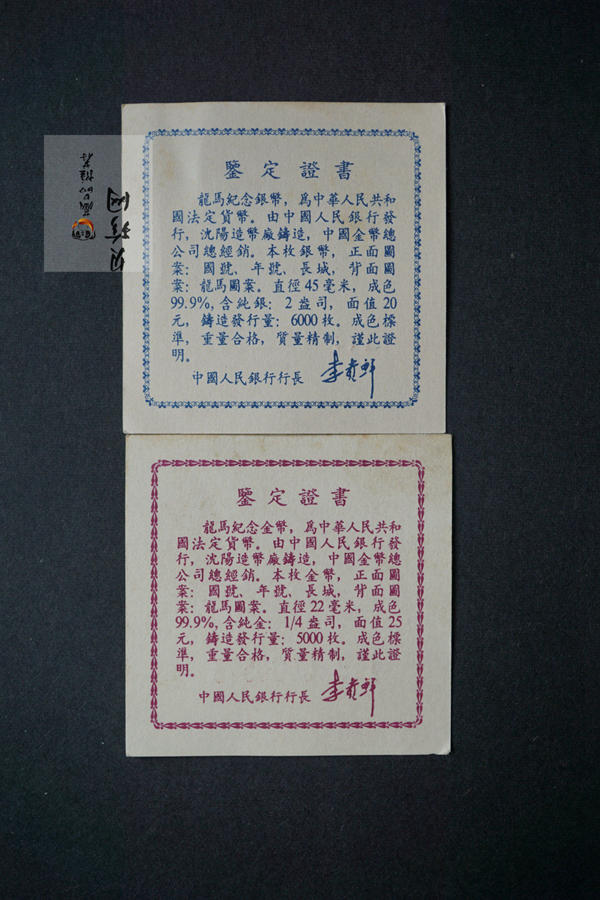 鑒定證書
龍馬紀念銀幣，為中華人民共和
國法定貨幣。由中國人民銀行發
行，沈陽造幣廠鑄造，中國金幣總
公司總經銷。本枚銀幣，正面圖
案：國號、年號、長城，背面圖
案：龍馬圖案。直徑45毫米，成色
99.9%,含純銀：2盎司，面值20
元，鑄造發行量：6000枚。成色標
準，重量合格，質量精制，謹此證
明。
中國人民銀行行長 李貴鮮
鑒定證書
龍馬紀念金幣，為中華人民共和
國法定貨幣。由中國人民銀行發
行，沈陽造幣廠鑄造，中國金幣總
公司總經銷。本枚金幣，正面圖
案：國號、年號、長城，背面圖
案：龍馬圖案。直徑22毫米，成色
99.9%,含純金：1/4盎司，面值25
元，鑄造發行量：5000枚。成色標
準，重量合格，質量精制，謹此證
明。
中國人民銀行行長 李貴鮮